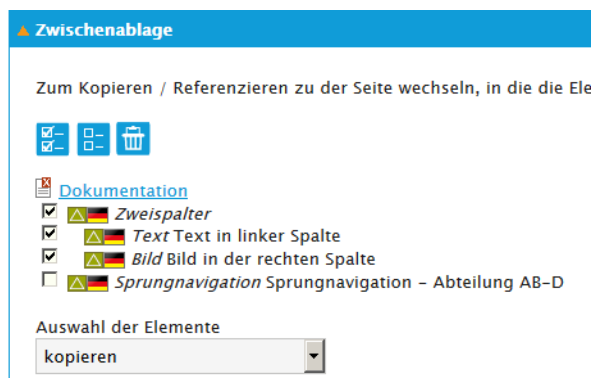 Zwischenablage
Zum Kopieren / Referenzieren zu der Seite wechseln, in die die Ele
Dokumentation
Zweispalter
Text Text in linker Spalte
Bild Bild in der rechten Spalte
Sprungnavigation Sprungnavigation – Abteilung AB-D
Auswahl der Elemente
kopieren